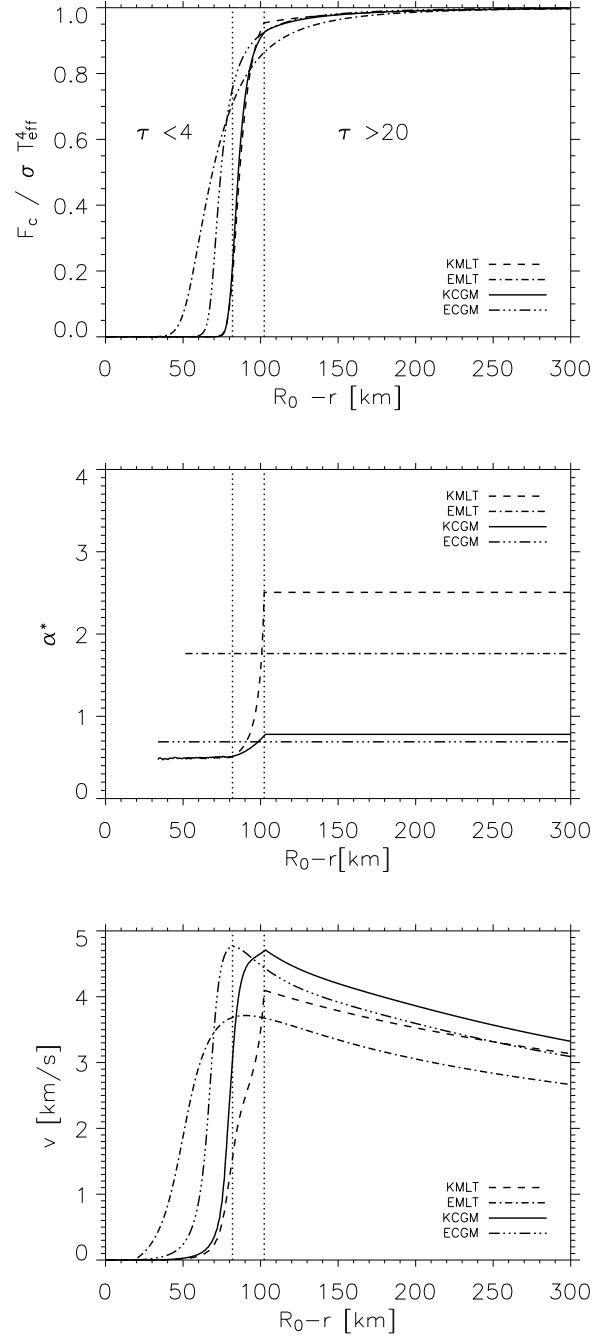 1.0
0.8
0.6
0.4
0.2
0.0
F_c / σ T^4_eff
τ <4
τ >20
KMLT
EMLT
KCGM
ECGM
0 50 100 150 200 250 300
R_0 −r [km]
4
3
2
1
0
α*
KMLT
EMLT
KCGM
ECGM
0 50 100 150 200 250 300
R_0−r[km]
5
4
3
2
1
0
v [km/s]
KMLT
EMLT
KCGM
ECGM
0 50 100 150 200 250 300
R_0−r [km]